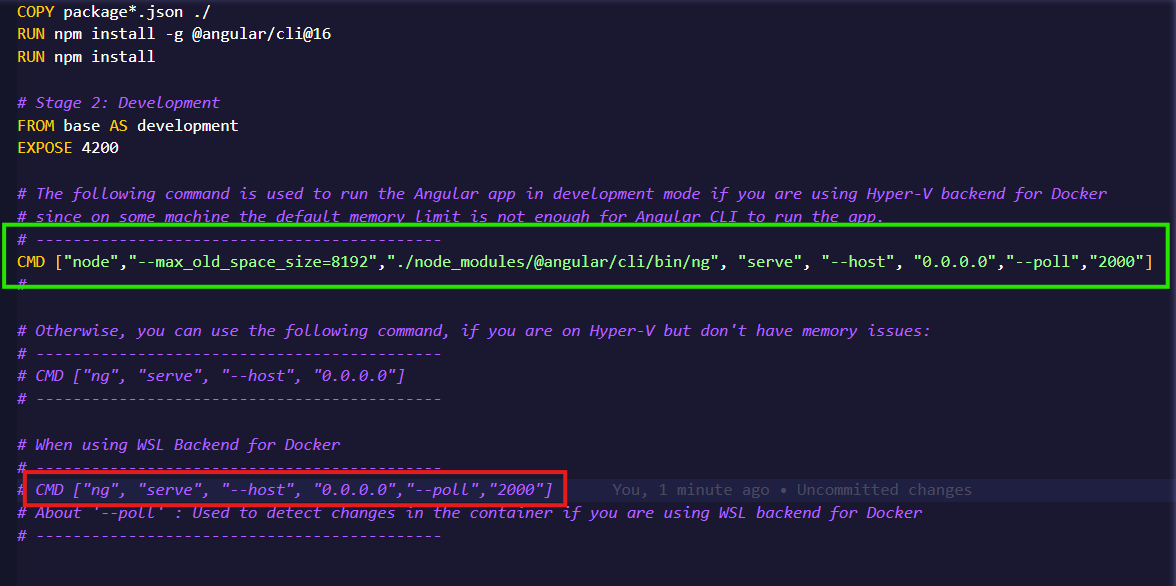 COPY package*.json ./
RUN npm install -g @angular/cli@16
RUN npm install
# Stage 2: Development
FROM base AS development
EXPOSE 4200
# The following command is used to run the Angular app in development mode if you are using Hyper-V backend for Docker
# since on some machine the default memory limit is not enough for Angular CLI to run the app.
# --------------------------------------------
CMD ["node","--max_old_space_size=8192","./node_modules/@angular/cli/bin/ng", "serve", "--host", "0.0.0.0","--poll","2000"]
#
# Otherwise, you can use the following command, if you are on Hyper-V but don't have memory issues:
# --------------------------------------------
# CMD ["ng", "serve", "--host", "0.0.0.0"]
# --------------------------------------------
# When using WSL Backend for Docker
# --------------------------------------------
# CMD ["ng", "serve", "--host", "0.0.0.0","--poll","2000"] You, 1 minute ago • Uncommitted changes
# About '--poll' : Used to detect changes in the container if you are using WSL backend for Docker
# --------------------------------------------